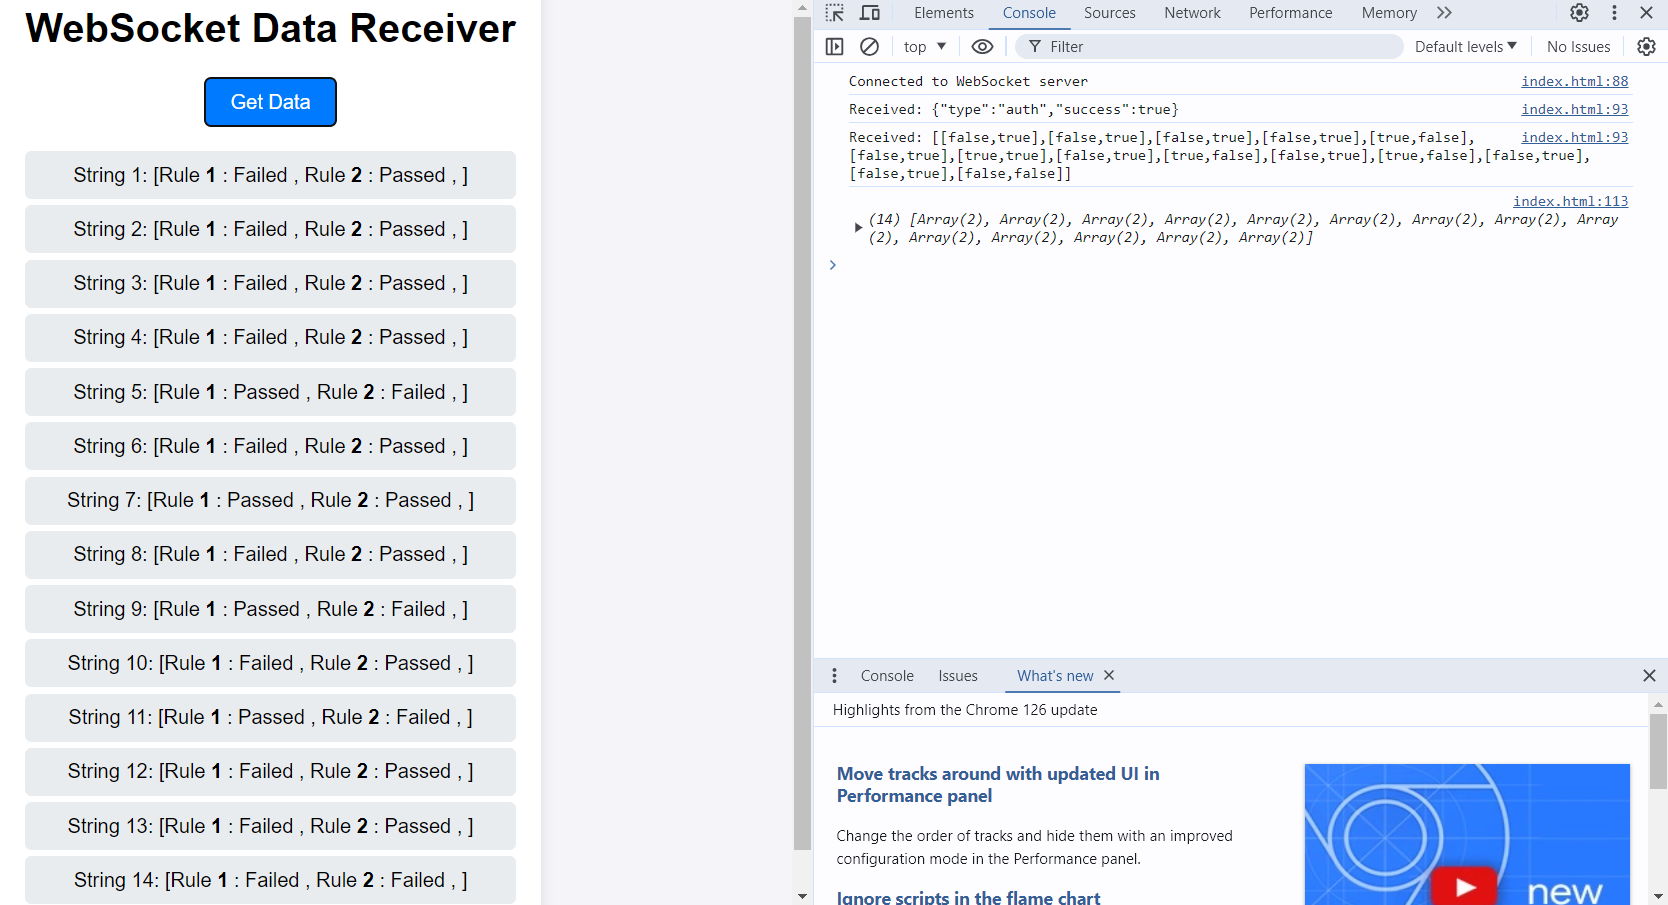 WebSocket Data Receiver
Get Data
String 1: [Rule 1 : Failed , Rule 2 : Passed , ]
String 2: [Rule 1 : Failed , Rule 2 : Passed , ]
String 3: [Rule 1 : Failed , Rule 2 : Passed , ]
String 4: [Rule 1 : Failed , Rule 2 : Passed , ]
String 5: [Rule 1 : Passed , Rule 2 : Failed , ]
String 6: [Rule 1 : Failed , Rule 2 : Passed , ]
String 7: [Rule 1 : Passed , Rule 2 : Passed , ]
String 8: [Rule 1 : Failed , Rule 2 : Passed , ]
String 9: [Rule 1 : Passed , Rule 2 : Failed , ]
String 10: [Rule 1 : Failed , Rule 2 : Passed , ]
String 11: [Rule 1 : Passed , Rule 2 : Failed , ]
String 12: [Rule 1 : Failed , Rule 2 : Passed , ]
String 13: [Rule 1 : Failed , Rule 2 : Passed , ]
String 14: [Rule 1 : Failed , Rule 2 : Failed , ]
Elements Console Sources Network Performance Memory
top Filter Default levels No Issues
Connected to WebSocket server index.html:88
Received: {"type":"auth","success":true} index.html:93
Received: [[false,true],[false,true],[false,true],[false,true],[true,false], index.html:93
[false,true],[true,true],[false,true],[true,false],[false,true],[true,false],[false,true],
[false,true],[false,false]]
index.html:113
(14) [Array(2), Array(2), Array(2), Array(2), Array(2), Array(2), Array(2), Array(2), Array
(2), Array(2), Array(2), Array(2), Array(2), Array(2)]
Console Issues What's new
Highlights from the Chrome 126 update
Move tracks around with updated UI in
Performance panel
Change the order of tracks and hide them with an improved
configuration mode in the Performance panel.
Ignore scripts in the flame chart
new